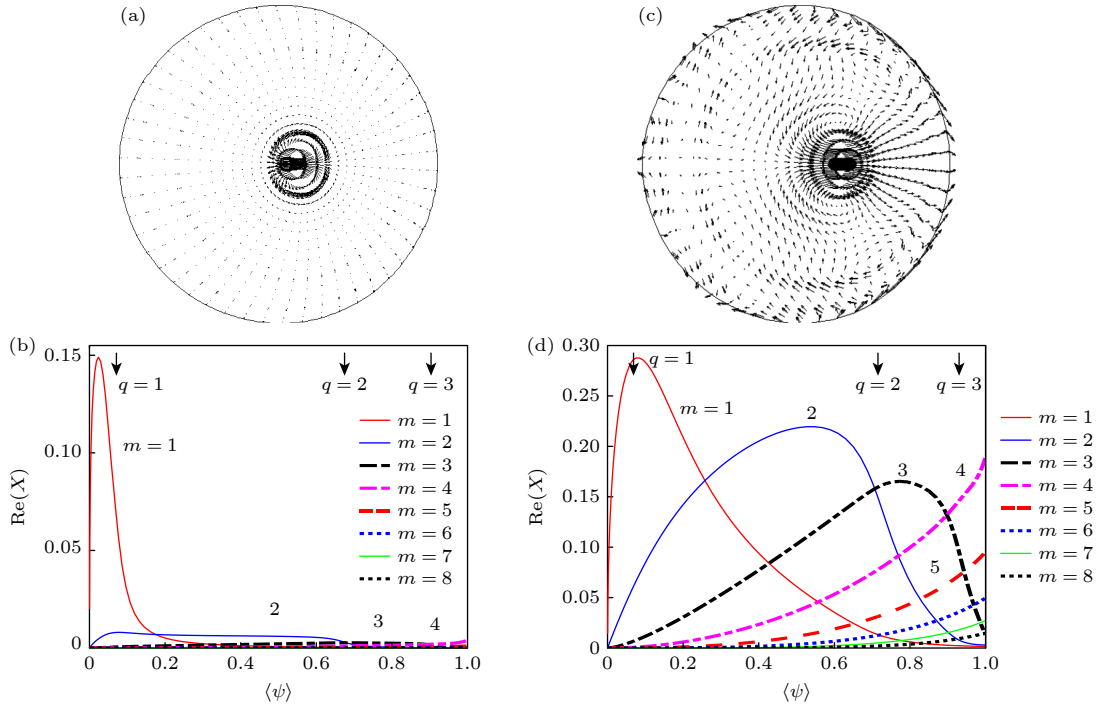 (a)
(c)
(b)
0.15
0.10
0.05
0
Re(X)
q = 1
q = 2
q = 3
m = 1
2
3
4
m = 1
m = 2
m = 3
m = 4
m = 5
m = 6
m = 7
m = 8
0
0.2
0.4
0.6
0.8
1.0
⟨ψ⟩
(d)
0.30
0.25
0.20
0.15
0.10
0.05
0
Re(X)
q = 1
q = 2
q = 3
m = 1
2
3
4
5
m = 1
m = 2
m = 3
m = 4
m = 5
m = 6
m = 7
m = 8
0
0.2
0.4
0.6
0.8
1.0
⟨ψ⟩